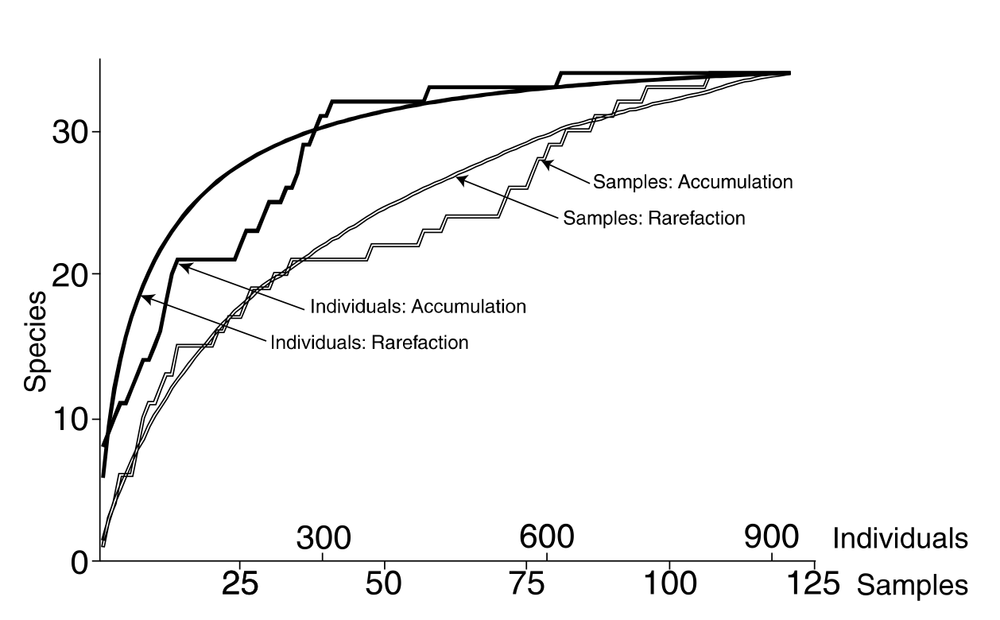 30
Samples: Accumulation
Samples: Rarefaction
20
Species
Individuals: Accumulation
Individuals: Rarefaction
10
300 600 900 Individuals
0
25 50 75 100 125 Samples